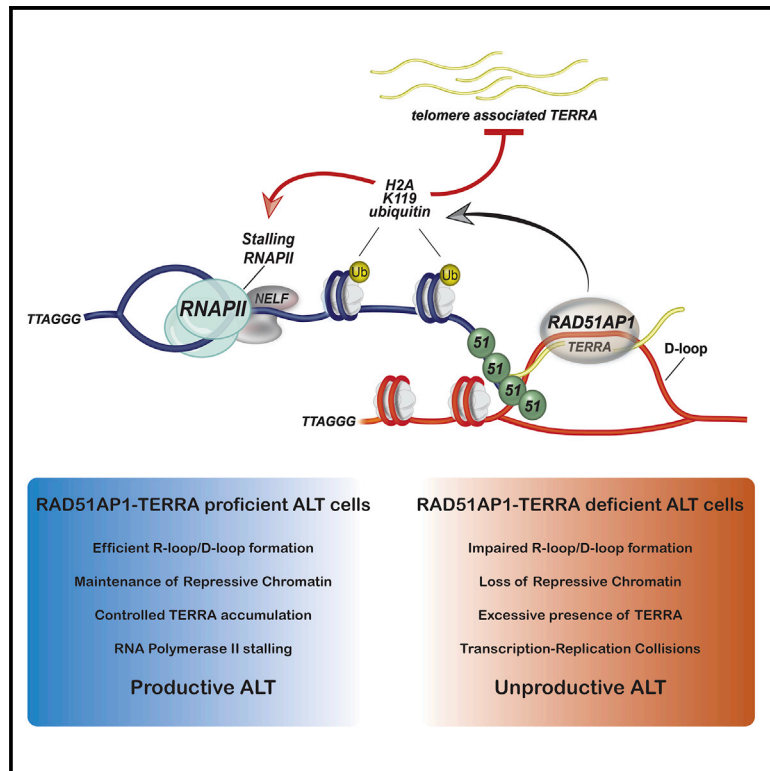 telomere associated TERRA
H2A
K119
ubiquitin
Stalling
RNAPII
Ub
Ub
RNAPII
NELF
TTAGGG
RAD51AP1
TERRA
D-loop
51
51
51
51
TTAGGG
RAD51AP1-TERRA proficient ALT cells
Efficient R-loop/D-loop formation
Maintenance of Repressive Chromatin
Controlled TERRA accumulation
RNA Polymerase II stalling
Productive ALT
RAD51AP1-TERRA deficient ALT cells
Impaired R-loop/D-loop formation
Loss of Repressive Chromatin
Excessive presence of TERRA
Transcription-Replication Collisions
Unproductive ALT